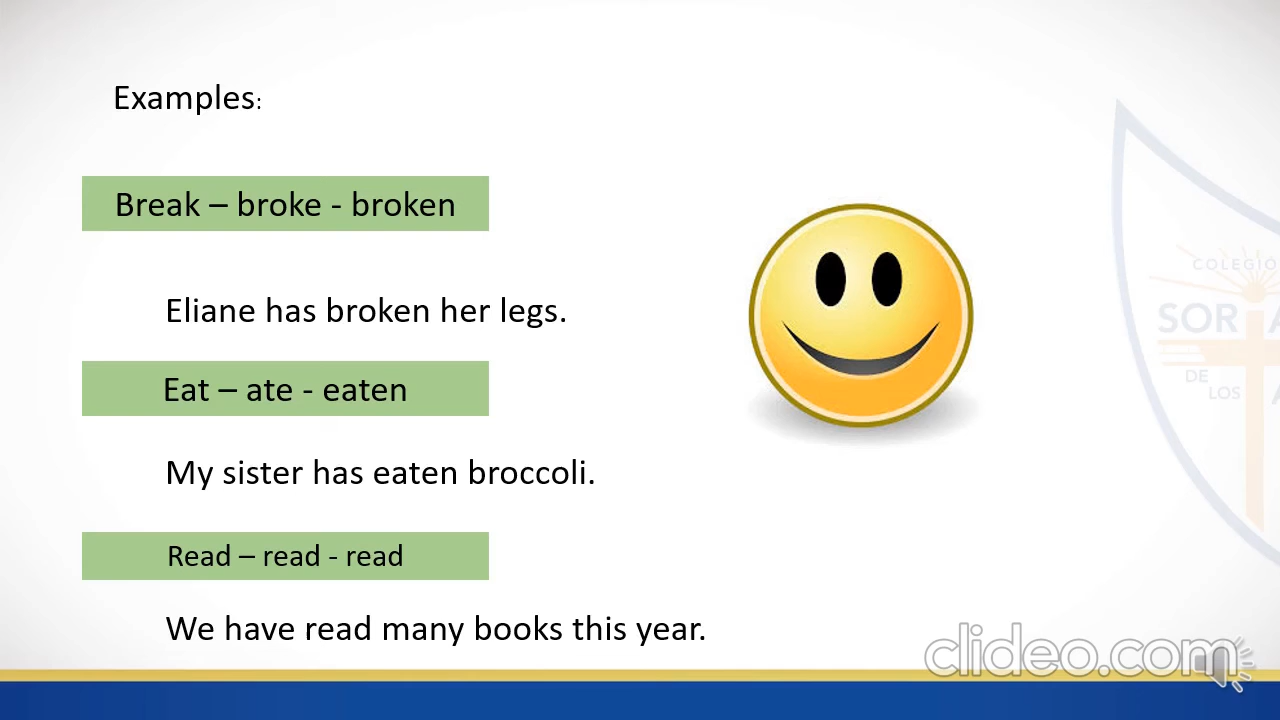 Examples:
Break – broke - broken
Eliane has broken her legs.
Eat – ate - eaten
My sister has eaten broccoli.
Read – read - read
We have read many books this year.
COLEGIO
SOR
DE
LOS
clideo.com